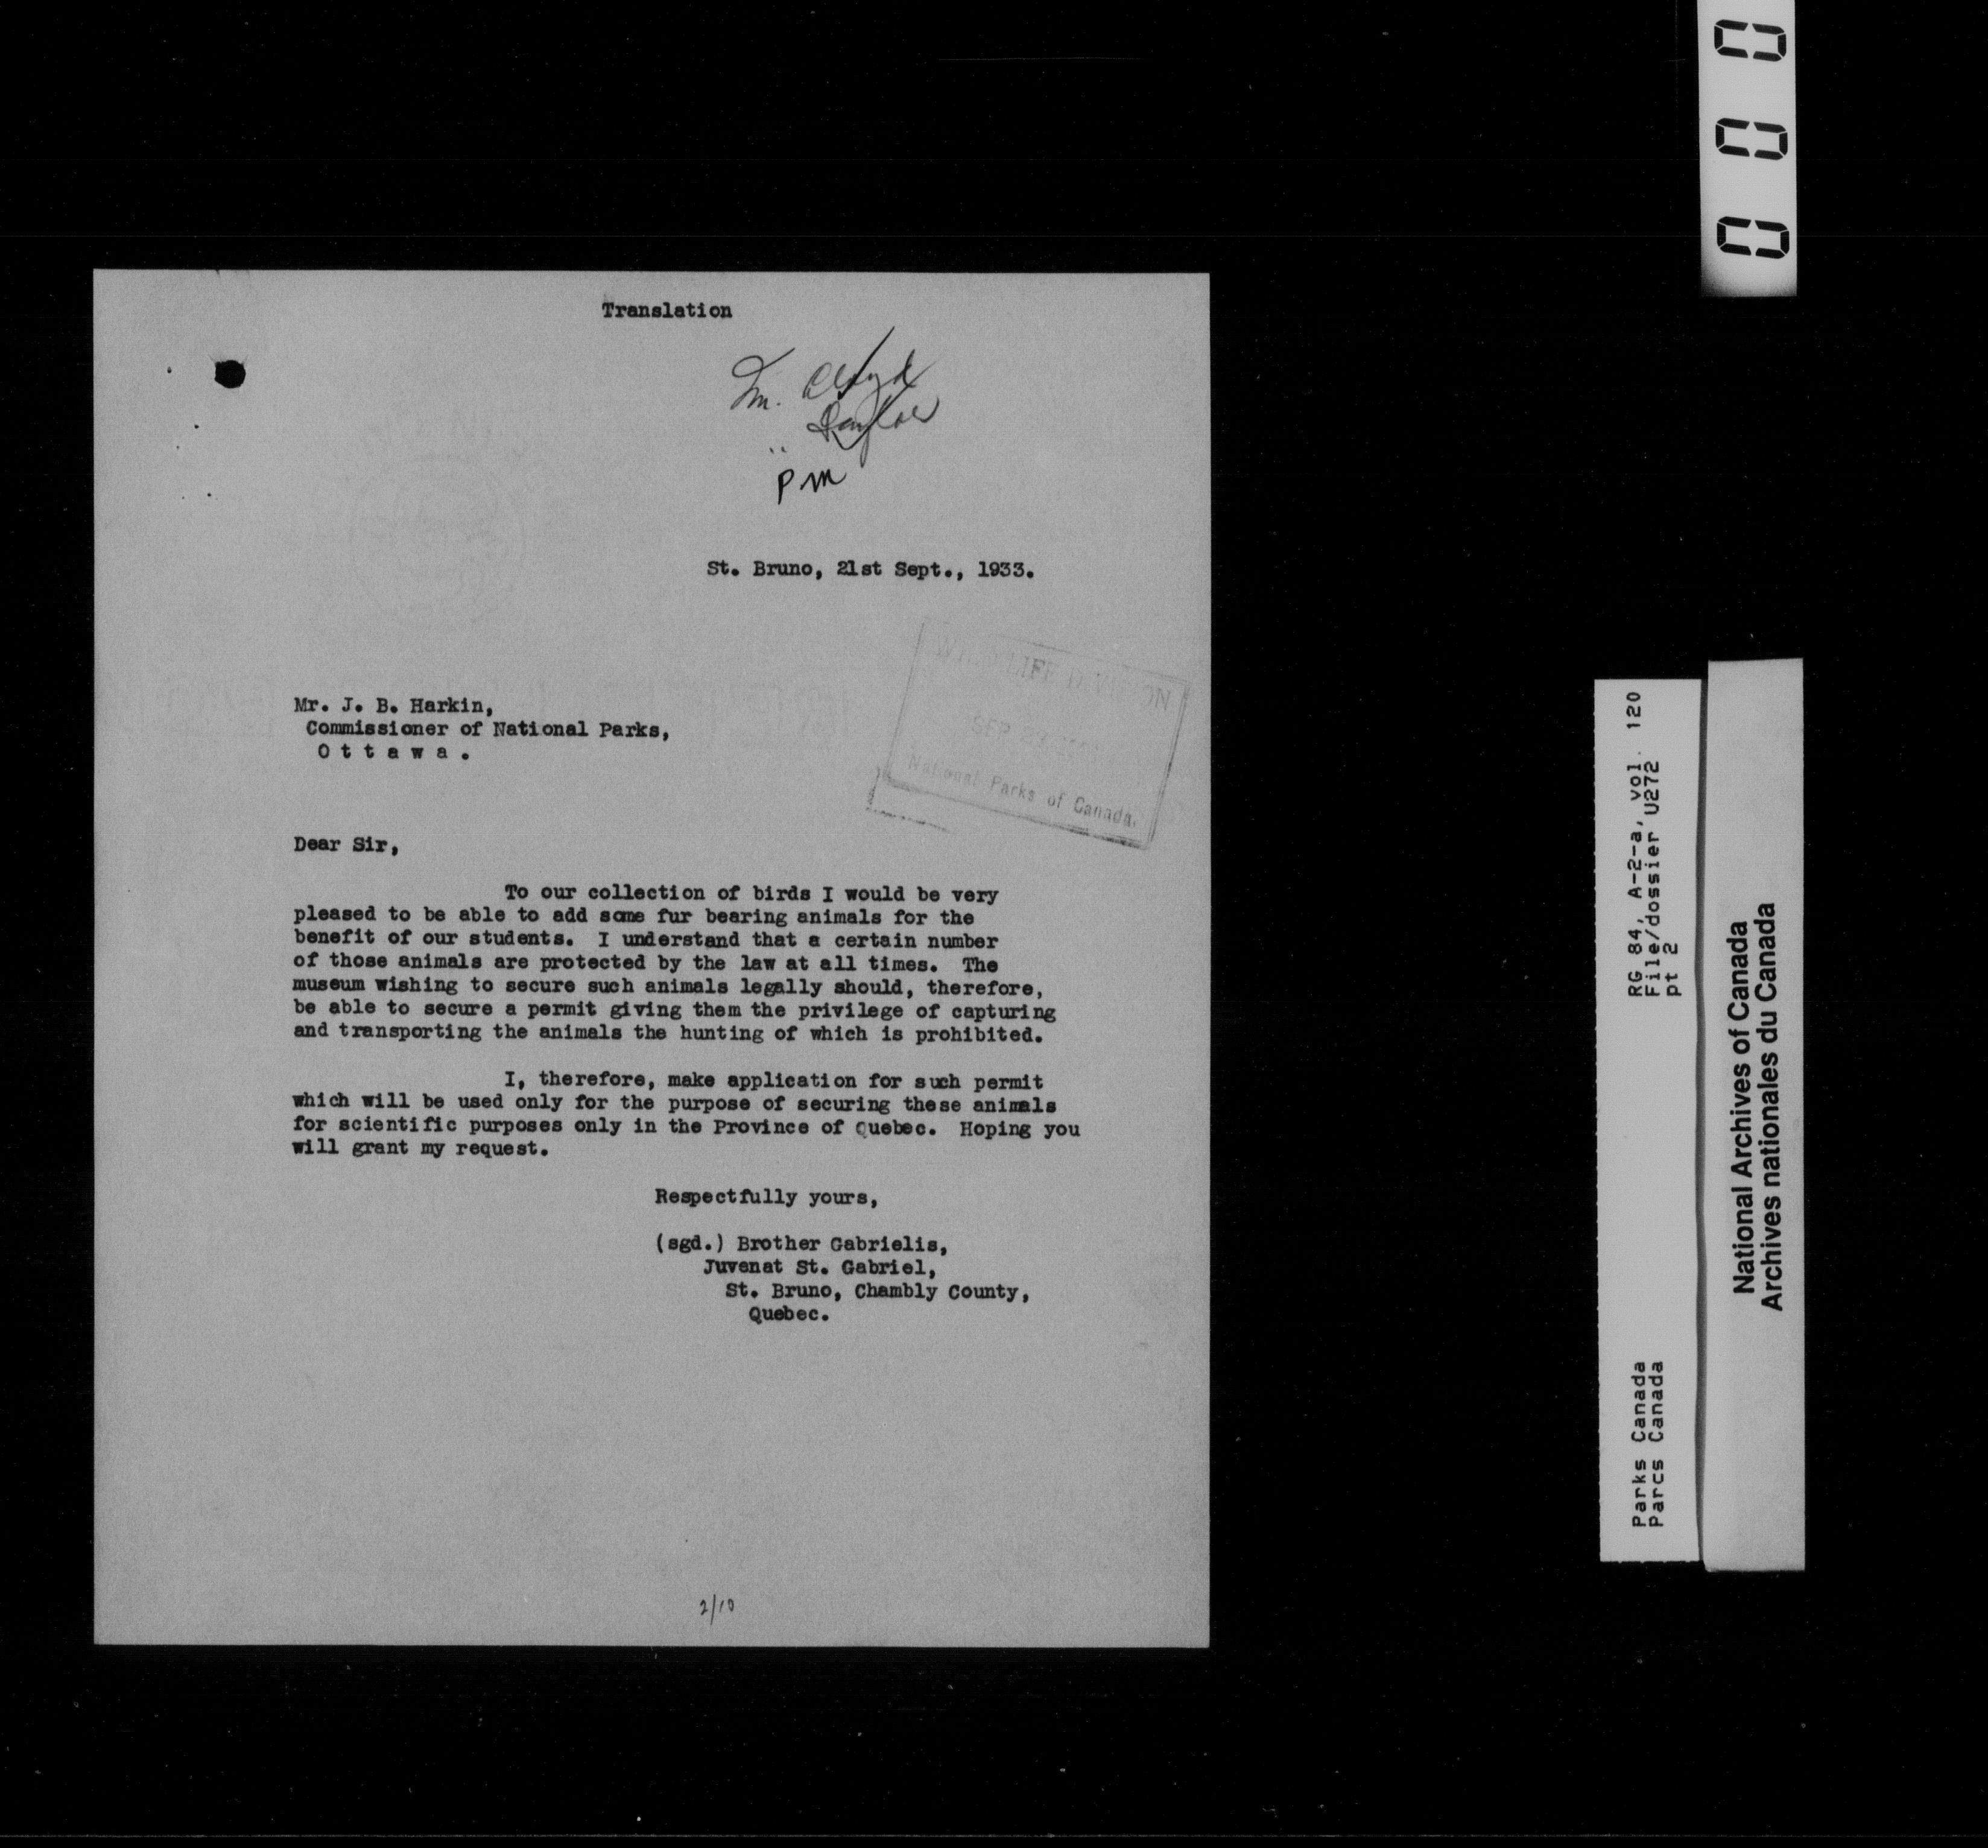 Translation
Lloyd
P M
St. Bruno, 21st Sept., 1933.
WILD LIFE DIVISION
SEP
National Parks of Canada.
Mr. J. B. Harkin,
Commissioner of National Parks,
O t t a w a .
Dear Sir,
To our collection of birds I would be very
pleased to be able to add some fur bearing animals for the
benefit of our students. I understand that a certain number
of those animals are protected by the law at all times. The
museum wishing to secure such animals legally should, therefore,
be able to secure a permit giving them the privilege of capturing
and transporting the animals the hunting of which is prohibited.
I, therefore, make application for such permit
which will be used only for the purpose of securing these animals
for scientific purposes only in the Province of Quebec. Hoping you
will grant my request.
Respectfully yours,
(sgd.) Brother Gabrielis,
Juvenat St. Gabriel,
St. Bruno, Chambly County,
Quebec.
2/10
000
RG 84, A-2-a, vol. 120
File/dossier U272
pt 2
Parks Canada
Parcs Canada
National Archives of Canada
Archives nationales du Canada